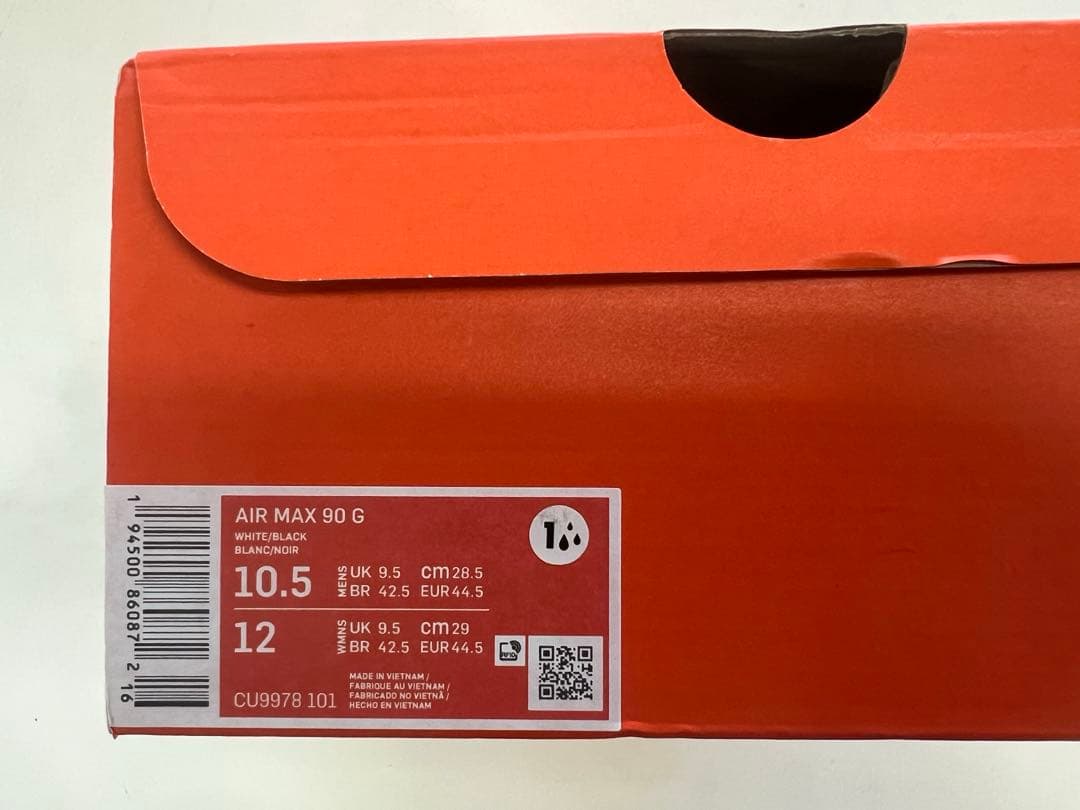 1 94500 86087 2 16
AIR MAX 90 G
WHITE/BLACK
BLANC/NOIR
10.5 MENS UK 9.5 cm 28.5
BR 42.5 EUR 44.5
12 WMNS UK 9.5 cm 29
BR 42.5 EUR 44.5
CU9978 101
MADE IN VIETNAM /
FABRIQUE AU VIETNAM /
FABRICADO NO VIETNÃ /
HECHO EN VIETNAM
1
RFID